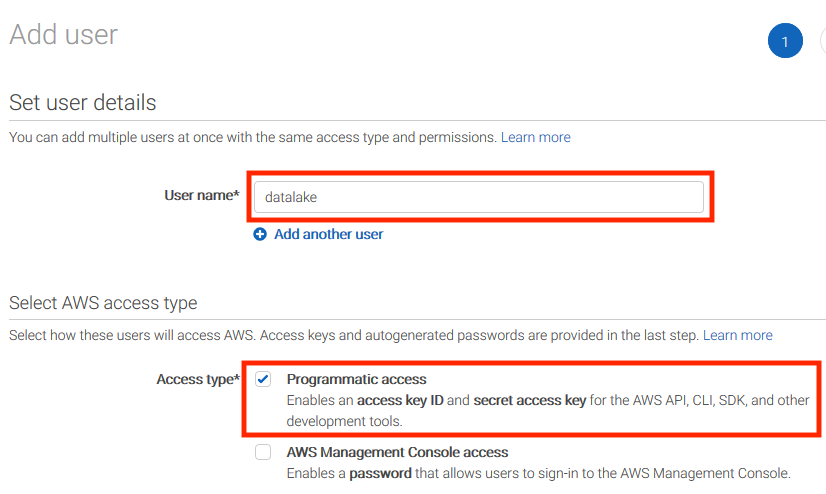 Add user
1
Set user details
You can add multiple users at once with the same access type and permissions. Learn more
User name* datalake
Add another user
Select AWS access type
Select how these users will access AWS. Access keys and autogenerated passwords are provided in the last step. Learn more
Access type* Programmatic access
Enables an access key ID and secret access key for the AWS API, CLI, SDK, and other
development tools.
AWS Management Console access
Enables a password that allows users to sign-in to the AWS Management Console.